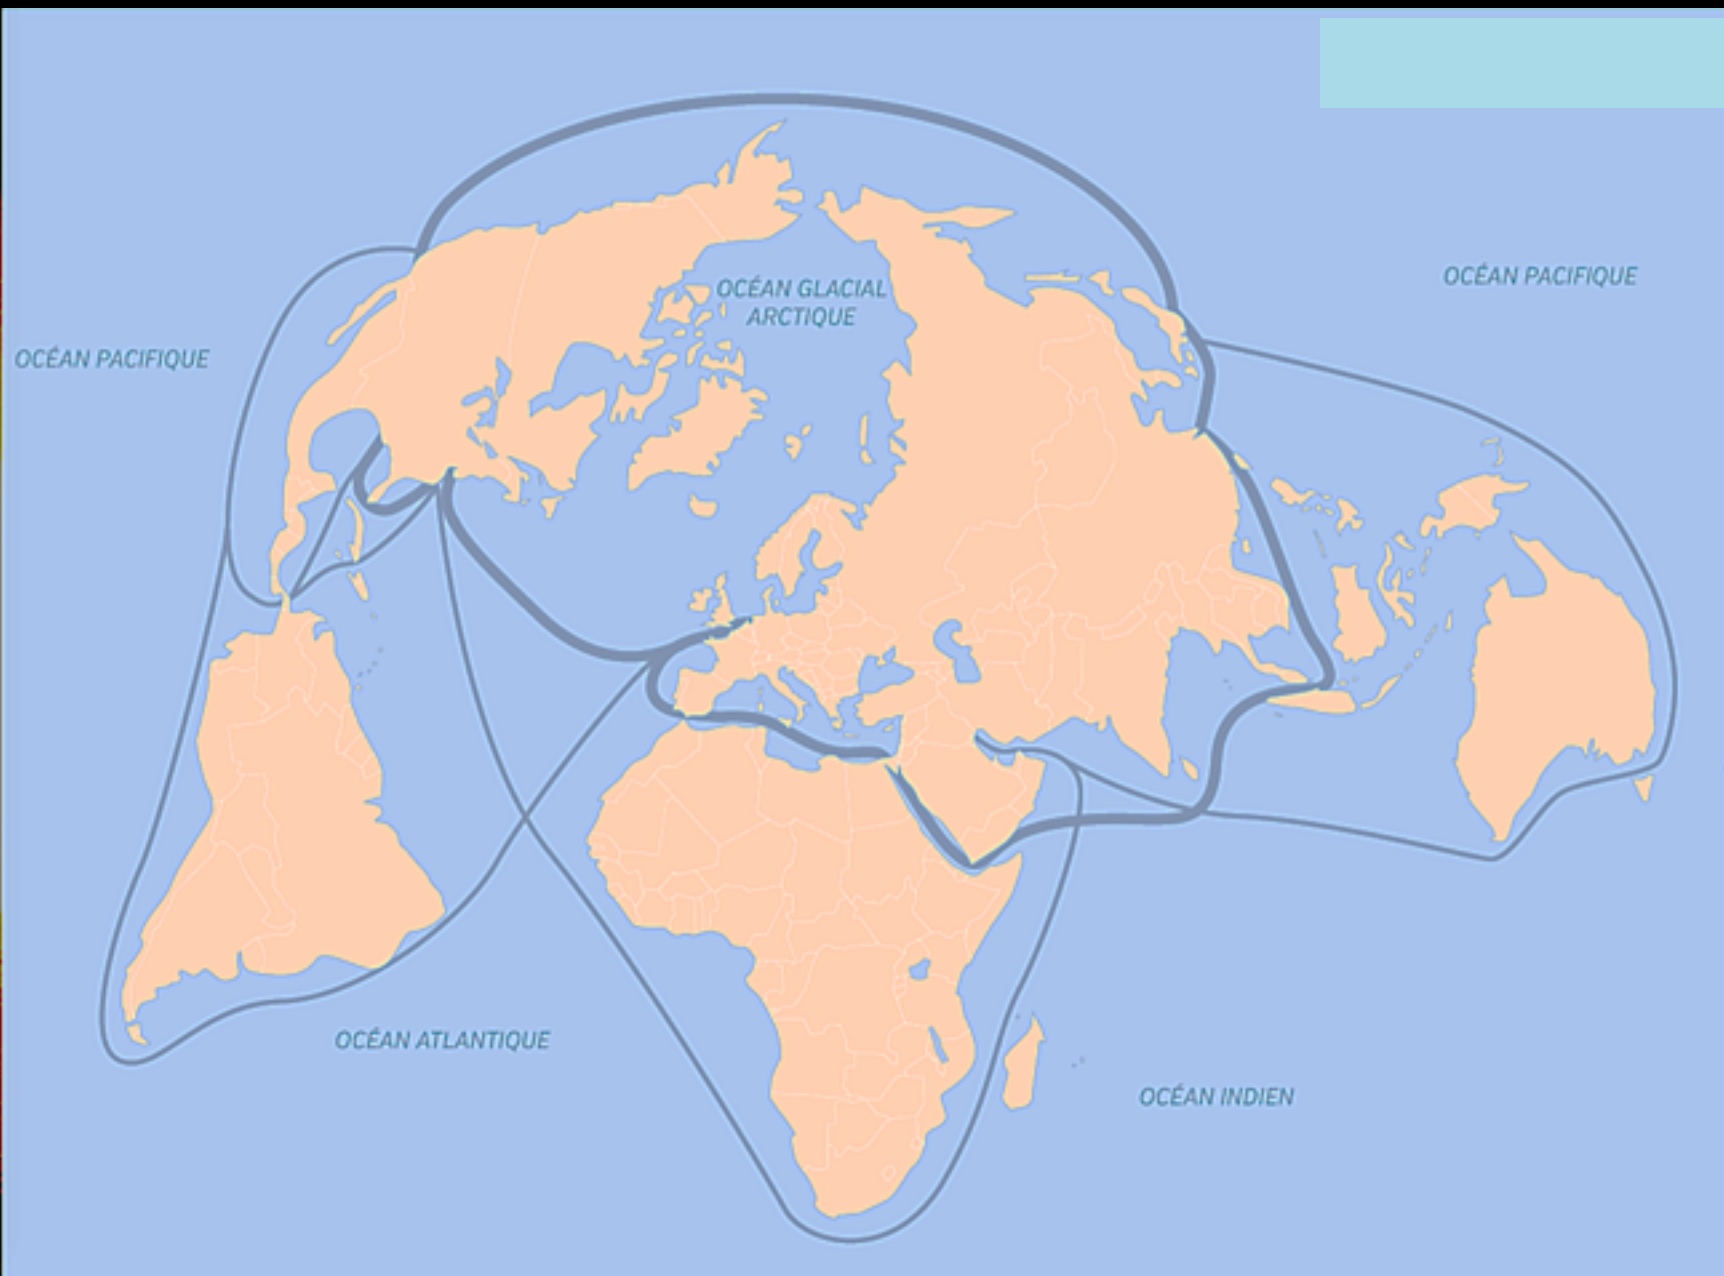 OCÉAN GLACIAL
ARCTIQUE
OCÉAN PACIFIQUE
OCÉAN PACIFIQUE
OCÉAN ATLANTIQUE
OCÉAN INDIEN